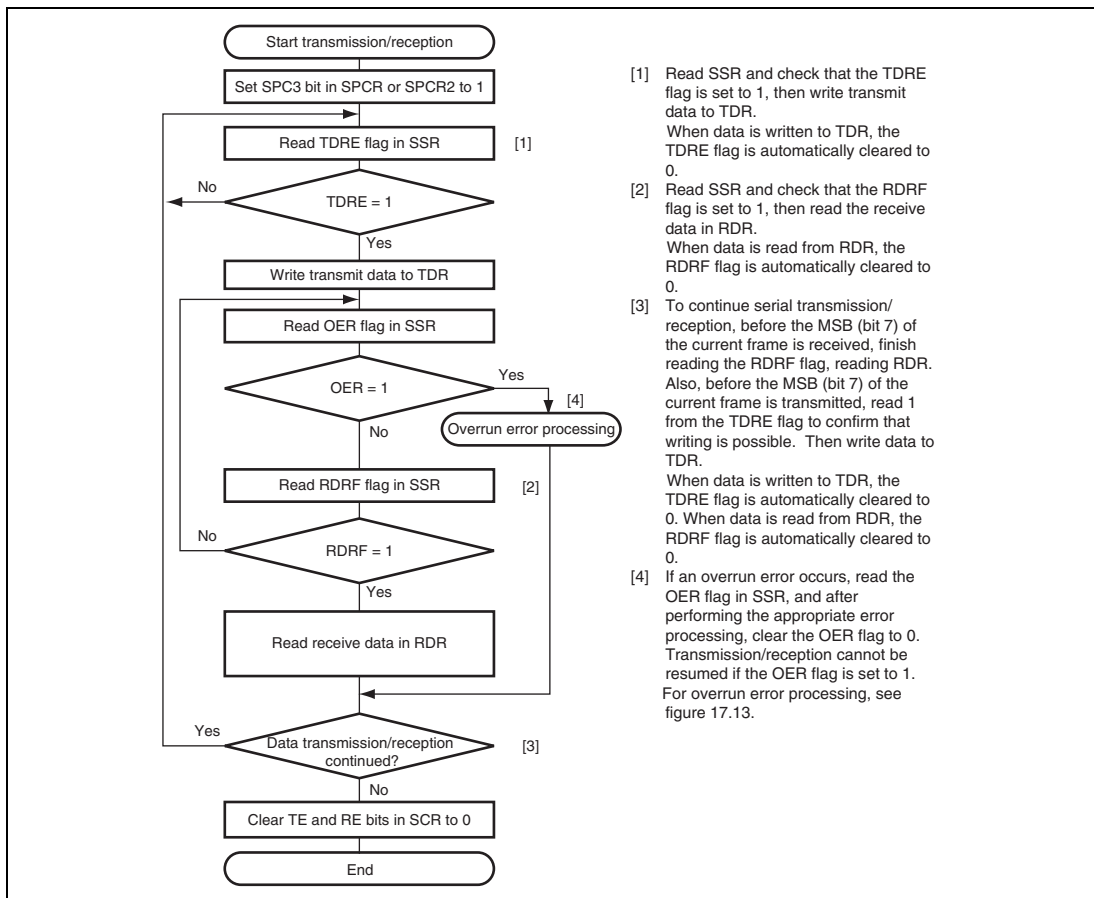 Start transmission/reception
Set SPC3 bit in SPCR or SPCR2 to 1
Read TDRE flag in SSR
[1]
No
TDRE = 1
Yes
Write transmit data to TDR
Read OER flag in SSR
OER = 1
Yes
[4]
Overrun error processing
No
Read RDRF flag in SSR
[2]
No
RDRF = 1
Yes
Read receive data in RDR
Yes
Data transmission/reception
continued?
[3]
No
Clear TE and RE bits in SCR to 0
End
[1] Read SSR and check that the TDRE
flag is set to 1, then write transmit
data to TDR.
When data is written to TDR, the
TDRE flag is automatically cleared to
0.
[2] Read SSR and check that the RDRF
flag is set to 1, then read the receive
data in RDR.
When data is read from RDR, the
RDRF flag is automatically cleared to
0.
[3] To continue serial transmission/
reception, before the MSB (bit 7) of
the current frame is received, finish
reading the RDRF flag, reading RDR.
Also, before the MSB (bit 7) of the
current frame is transmitted, read 1
from the TDRE flag to confirm that
writing is possible. Then write data to
TDR.
When data is written to TDR, the
TDRE flag is automatically cleared to
0. When data is read from RDR, the
RDRF flag is automatically cleared to
0.
[4] If an overrun error occurs, read the
OER flag in SSR, and after
performing the appropriate error
processing, clear the OER flag to 0.
Transmission/reception cannot be
resumed if the OER flag is set to 1.
For overrun error processing, see
figure 17.13.